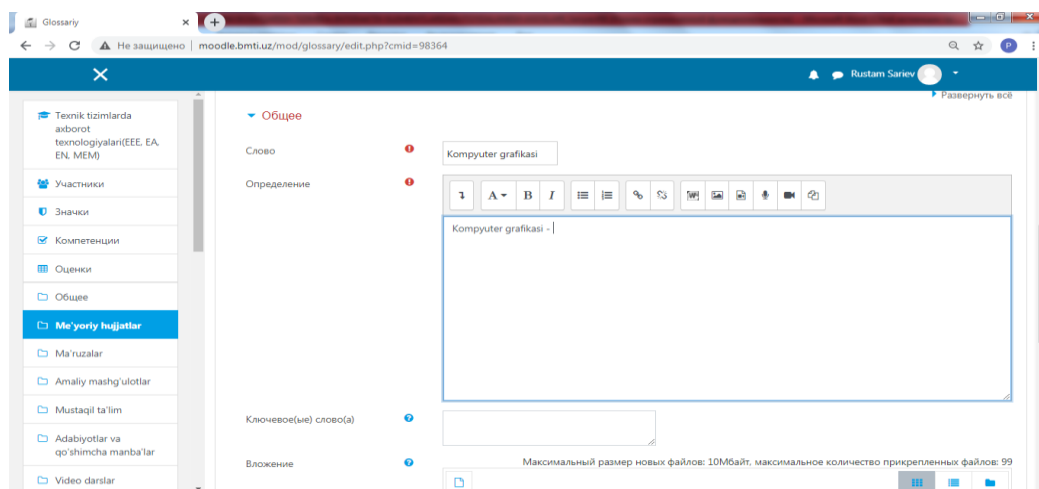 Glossariy
Не защищено | moodle.bmti.uz/mod/glossary/edit.php?cmid=98364
P
Rustam Sariev
Развернуть всё
Texnik tizimlarda
axborot
texnologiyalari(EEE, EA,
EN, MEM)
Участники
Значки
Компетенции
Оценки
Общее
Me'yoriy hujjatlar
Ma'ruzalar
Amaliy mashg'ulotlar
Mustaqil ta'lim
Adabiyotlar va
qo'shimcha manba'lar
Video darslar
Общее
Слово
Kompyuter grafikasi
Определение
A B I
Kompyuter grafikasi -
Ключевое(ые) слово(а)
Вложение
Максимальный размер новых файлов: 10Мбайт, максимальное количество прикрепленных файлов: 99